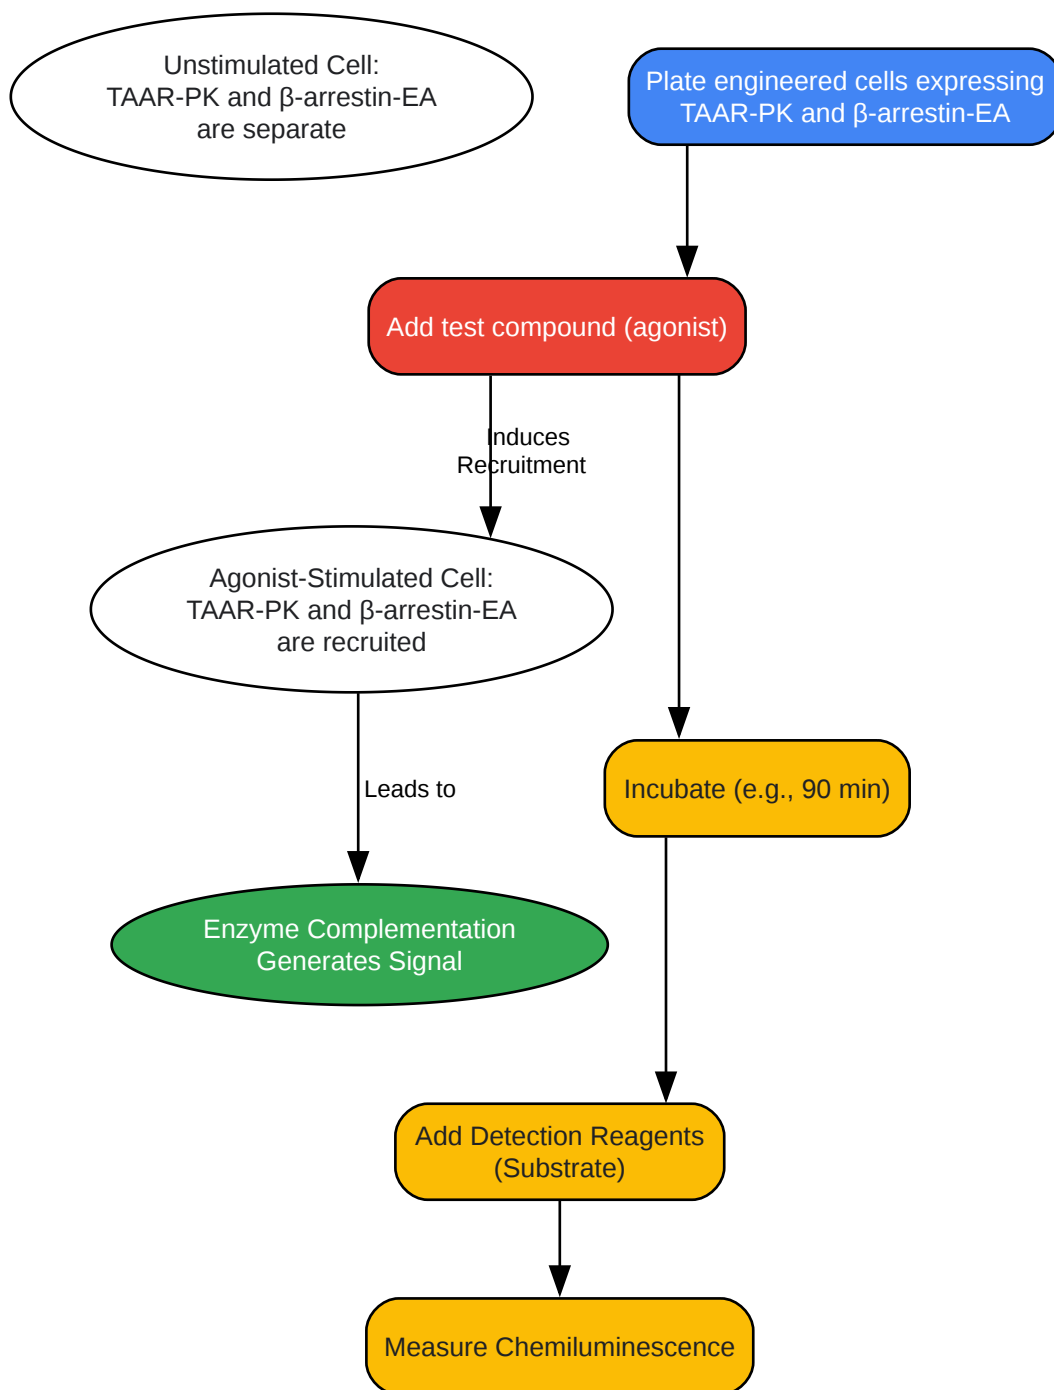 Unstimulated Cell:
TAAR-PK and β-arrestin-EA
are separate
Plate engineered cells expressing
TAAR-PK and β-arrestin-EA
Add test compound (agonist)
Induces
Recruitment
Agonist-Stimulated Cell:
TAAR-PK and β-arrestin-EA
are recruited
Incubate (e.g., 90 min)
Leads to
Enzyme Complementation
Generates Signal
Add Detection Reagents
(Substrate)
Measure Chemiluminescence